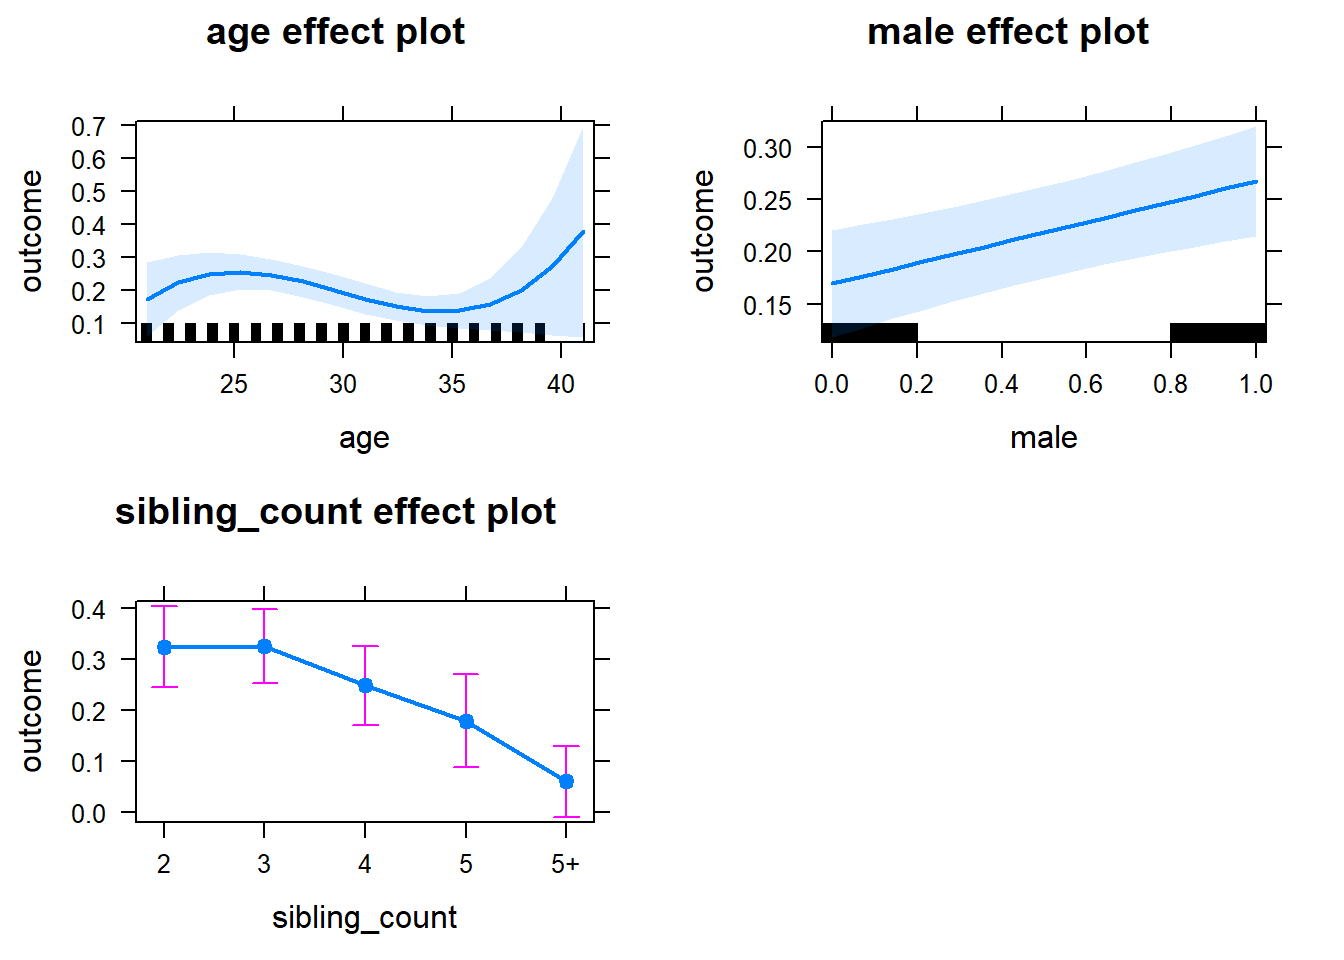 age effect plot
outcome
0.7
0.6
0.5
0.4
0.3
0.2
0.1
25 30 35 40
age
male effect plot
outcome
0.30
0.25
0.20
0.15
0.0 0.2 0.4 0.6 0.8 1.0
male
sibling_count effect plot
outcome
0.4
0.3
0.2
0.1
0.0
2 3 4 5 5+
sibling_count